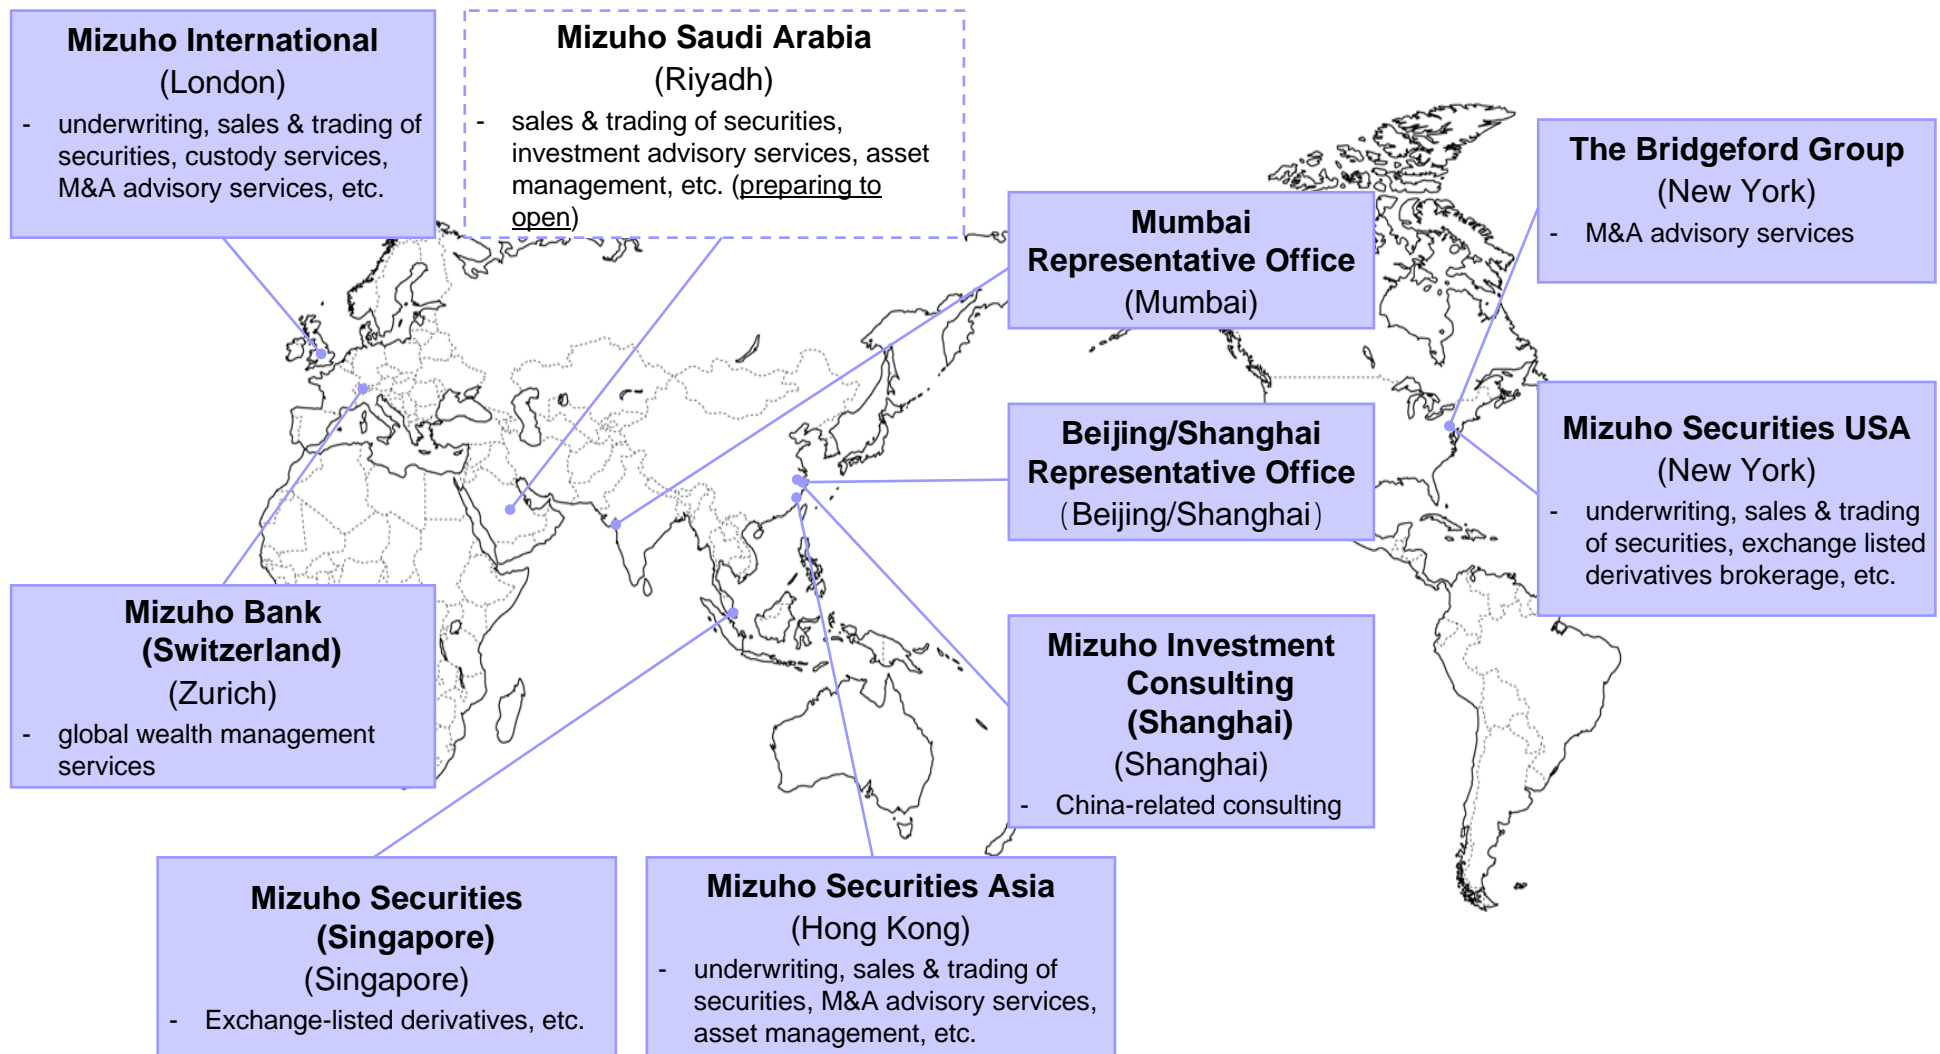 Mizuho International
(London)
- underwriting, sales & trading of
securities, custody services,
M&A advisory services, etc.
Mizuho Saudi Arabia
(Riyadh)
- sales & trading of securities,
investment advisory services, asset
management, etc. (preparing to
open)
Mumbai
Representative Office
(Mumbai)
The Bridgeford Group
(New York)
- M&A advisory services
Beijing/Shanghai
Representative Office
(Beijing/Shanghai)
Mizuho Securities USA
(New York)
- underwriting, sales & trading
of securities, exchange listed
derivatives brokerage, etc.
Mizuho Bank
(Switzerland)
(Zurich)
- global wealth management
services
Mizuho Investment
Consulting
(Shanghai)
(Shanghai)
- China-related consulting
Mizuho Securities
(Singapore)
(Singapore)
- Exchange-listed derivatives, etc.
Mizuho Securities Asia
(Hong Kong)
- underwriting, sales & trading of
securities, M&A advisory services,
asset management, etc.